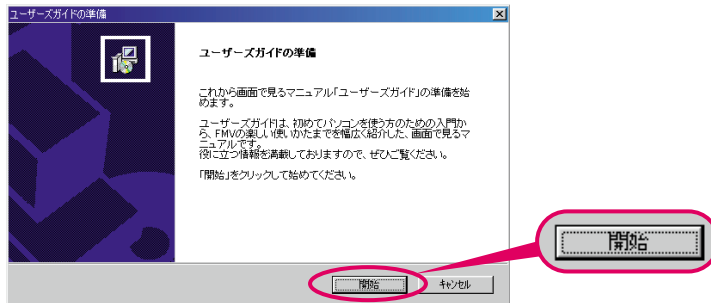 ユーザーズガイドの準備
ユーザーズガイドの準備
これから画面で見るマニュアル「ユーザーズガイド」の準備を始
めます。
ユーザーズガイドは、初めてパソコンを使う方のための入門か
ら、FMVの楽しい使いかたまでを幅広く紹介した、画面で見るマ
ニュアルです。
役に立つ情報を満載しておりますので、ぜひご覧ください。
「開始」をクリックして始めてください。
開始
キャンセル
開始